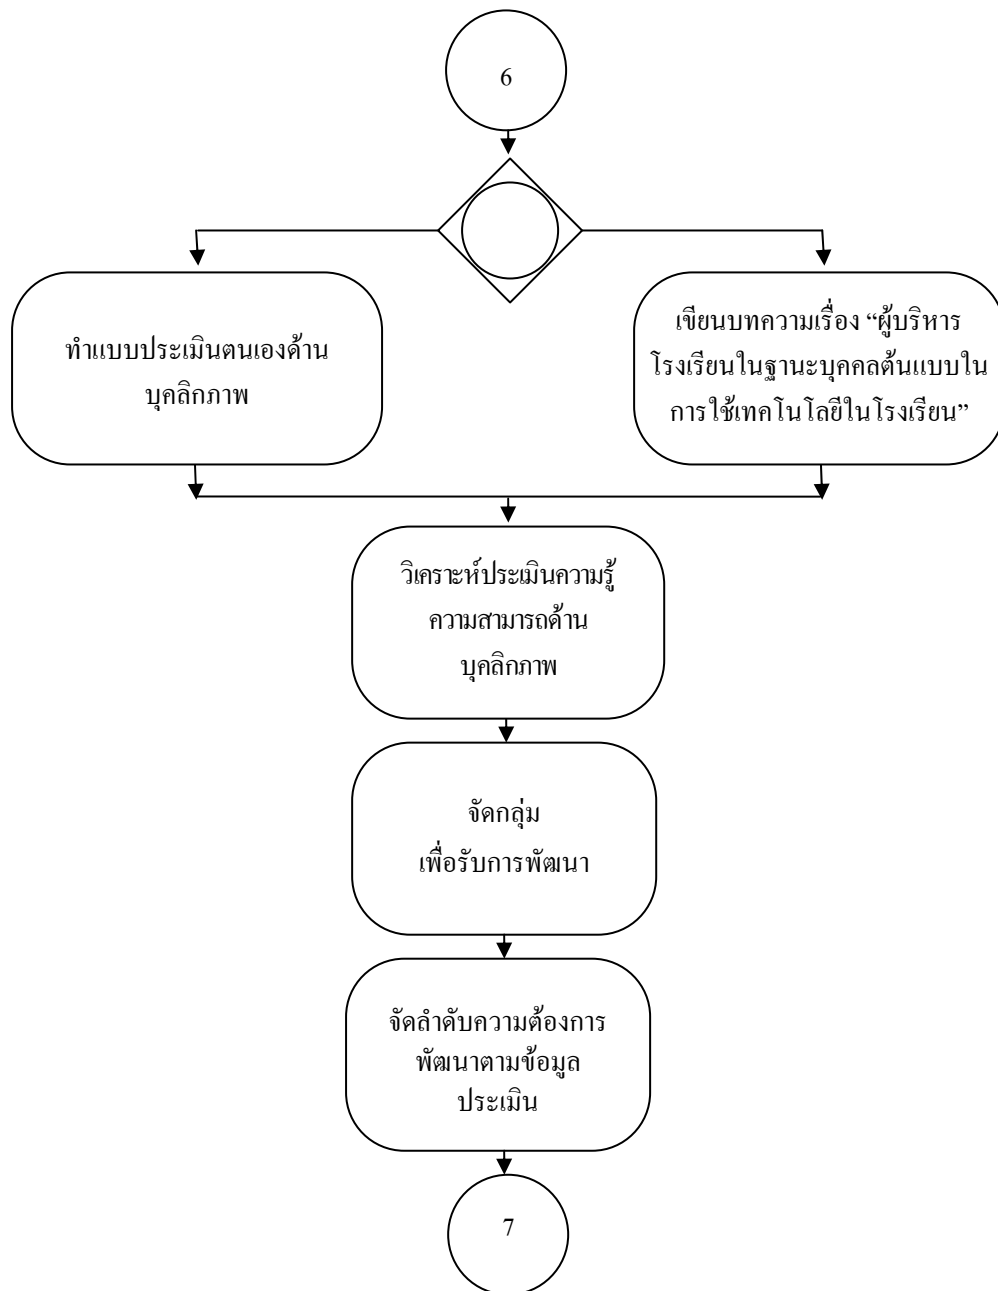 6
ทำแบบประเมินตนเองด้าน
บุคลิกภาพ
เขียนบทความเรื่อง “ผู้บริหาร
โรงเรียนในฐานะบุคคลต้นแบบใน
การใช้เทคโนโลยีในโรงเรียน”
วิเคราะห์ประเมินความรู้
ความสามารถด้าน
บุคลิกภาพ
จัดกลุ่ม
เพื่อรับการพัฒนา
จัดลำดับความต้องการ
พัฒนาตามข้อมูล
ประเมิน
7